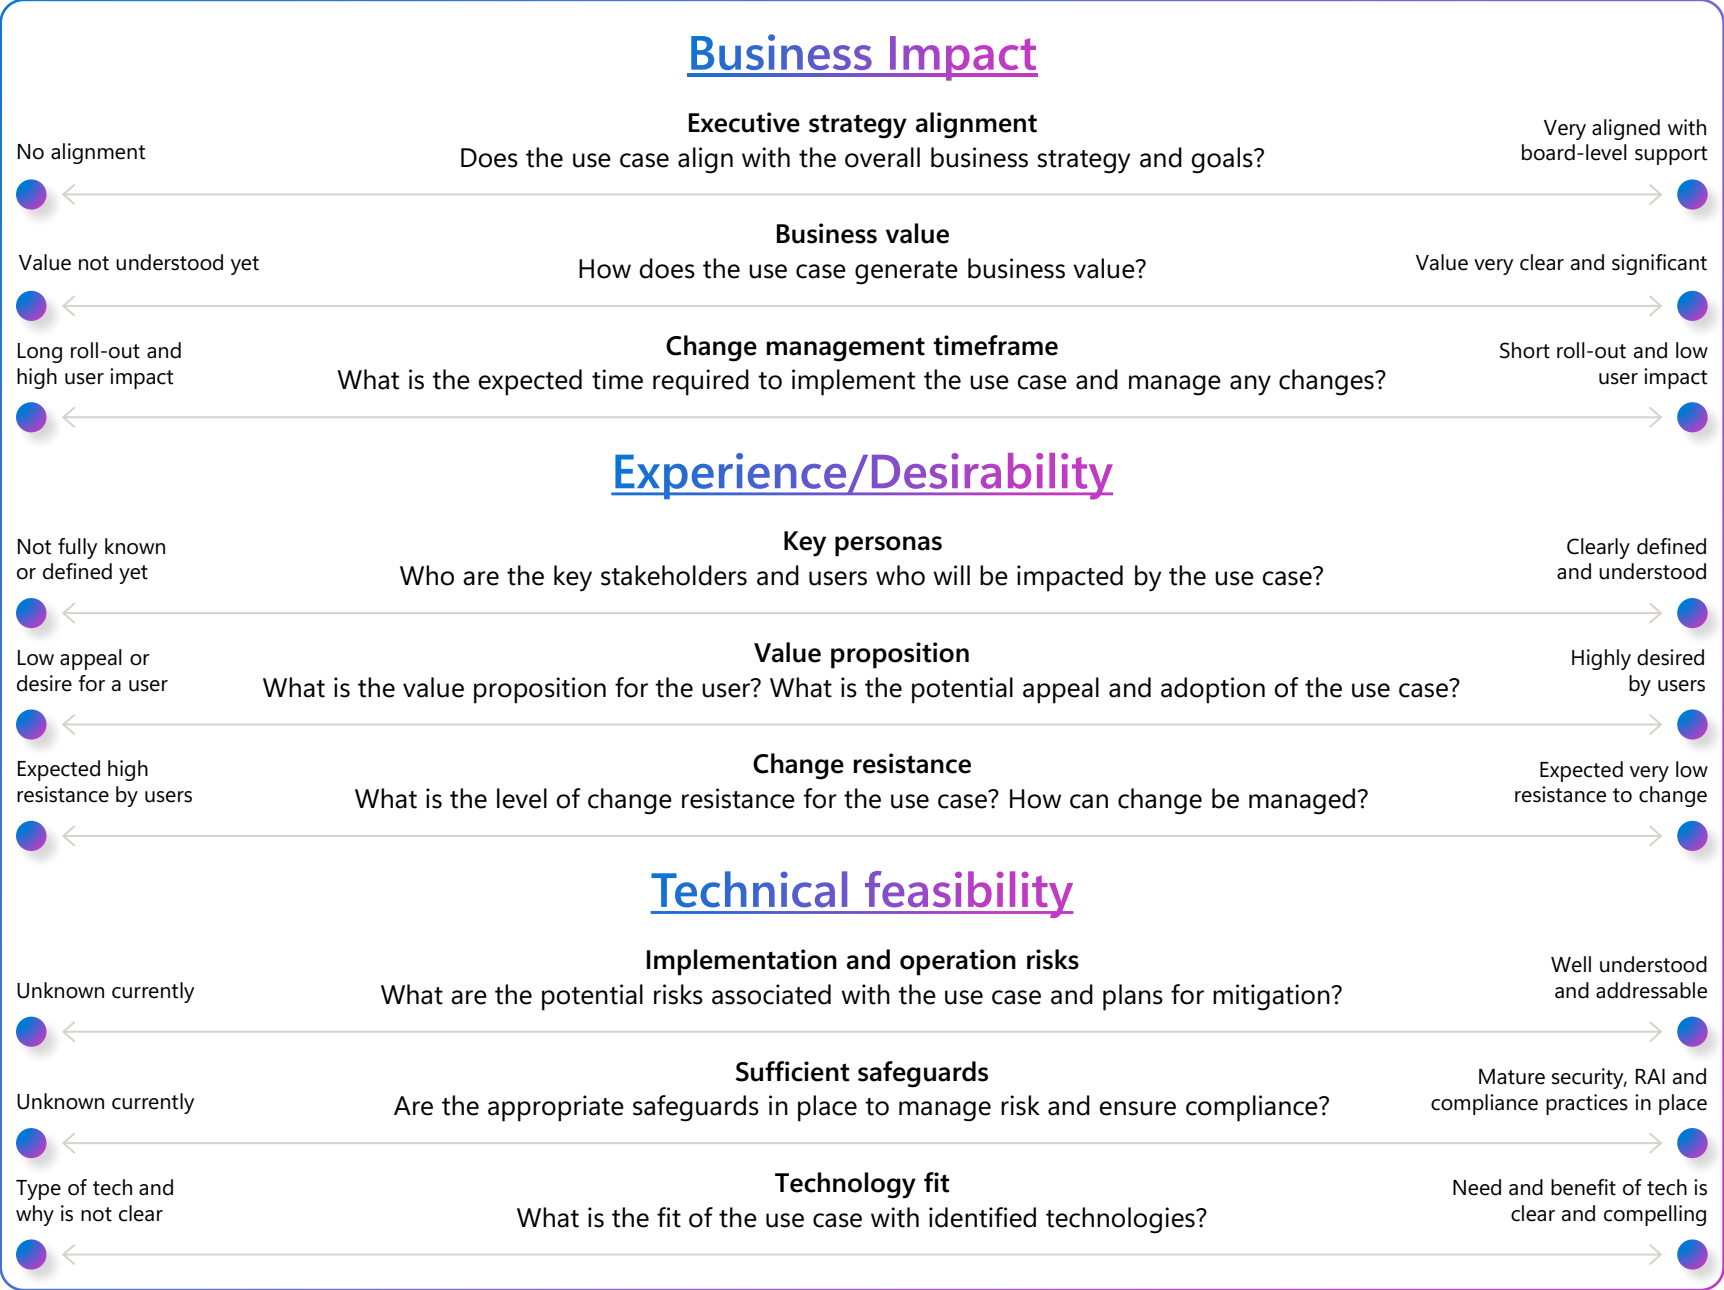 Business Impact
Executive strategy alignment
No alignment
Does the use case align with the overall business strategy and goals?
Very aligned with
board-level support
Business value
Value not understood yet
How does the use case generate business value?
Value very clear and significant
Change management timeframe
Long roll-out and
high user impact
What is the expected time required to implement the use case and manage any changes?
Short roll-out and low
user impact
Experience/Desirability
Key personas
Not fully known
or defined yet
Who are the key stakeholders and users who will be impacted by the use case?
Clearly defined
and understood
Value proposition
Low appeal or
desire for a user
What is the value proposition for the user? What is the potential appeal and adoption of the use case?
Highly desired
by users
Change resistance
Expected high
resistance by users
What is the level of change resistance for the use case? How can change be managed?
Expected very low
resistance to change
Technical feasibility
Implementation and operation risks
Unknown currently
What are the potential risks associated with the use case and plans for mitigation?
Well understood
and addressable
Sufficient safeguards
Unknown currently
Are the appropriate safeguards in place to manage risk and ensure compliance?
Mature security, RAI and
compliance practices in place
Technology fit
Type of tech and
why is not clear
What is the fit of the use case with identified technologies?
Need and benefit of tech is
clear and compelling